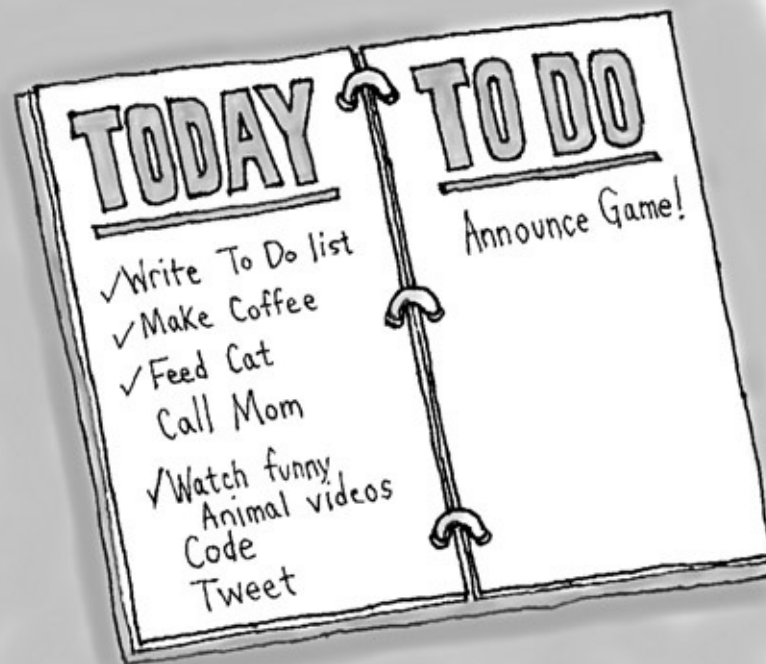 TODAY
✓Write To Do list
✓Make Coffee
✓Feed Cat
Call Mom
✓Watch funny
Animal videos
Code
Tweet
TO DO
Announce Game!